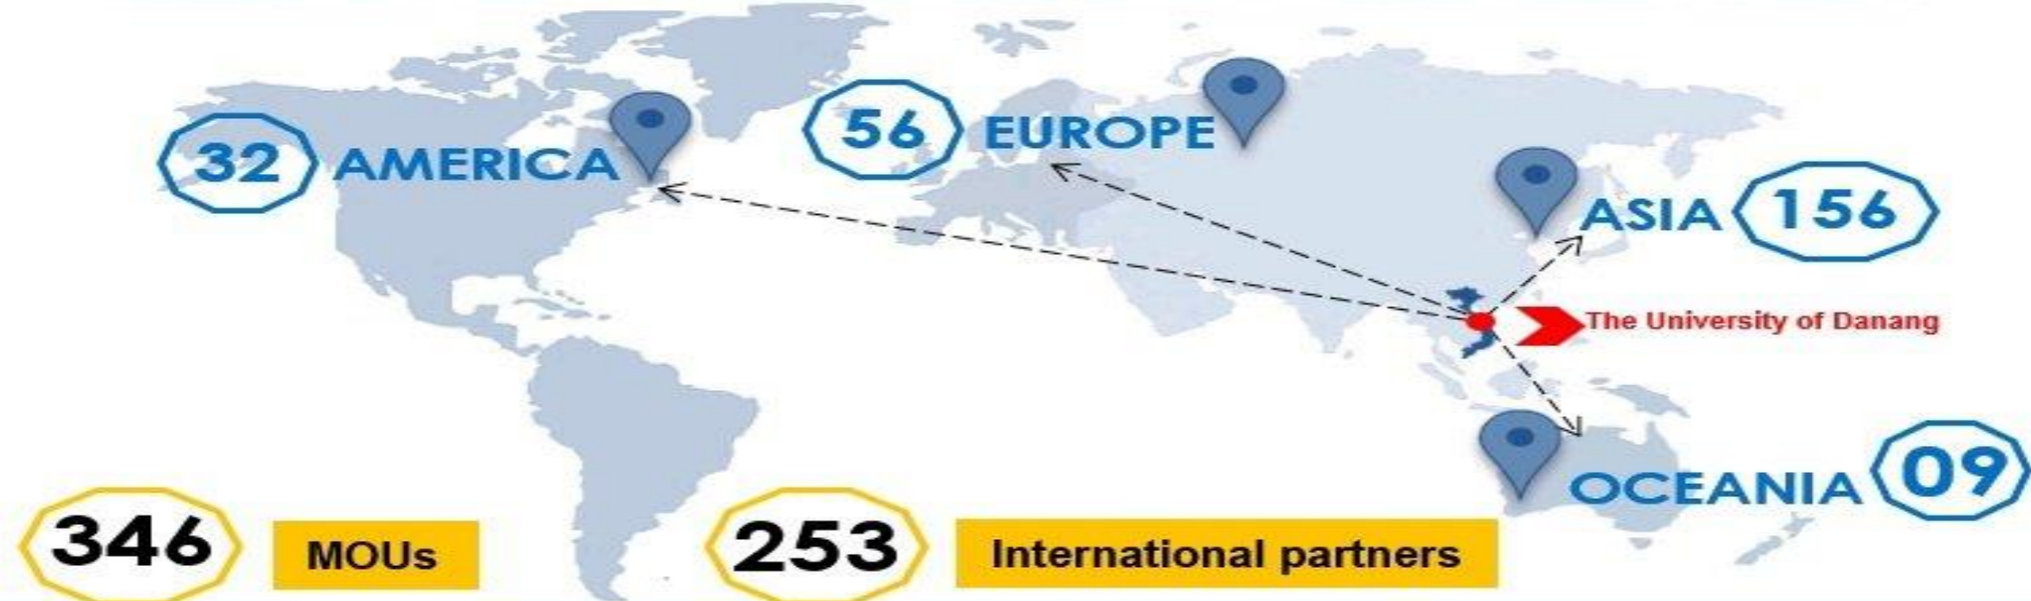 32 AMERICA
56 EUROPE
ASIA 156
The University of Danang
OCEANIA 09
346 MOUs
253 International partners